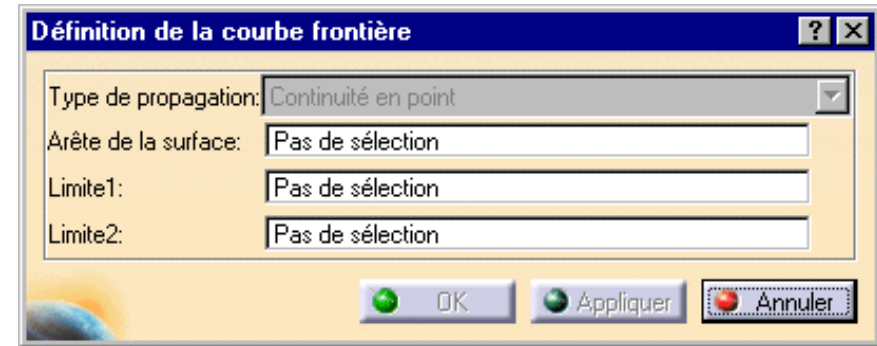 Définition de la courbe frontière ? X
Type de propagation: Continuité en point
Arête de la surface: Pas de sélection
Limite1: Pas de sélection
Limite2: Pas de sélection
OK Appliquer Annuler